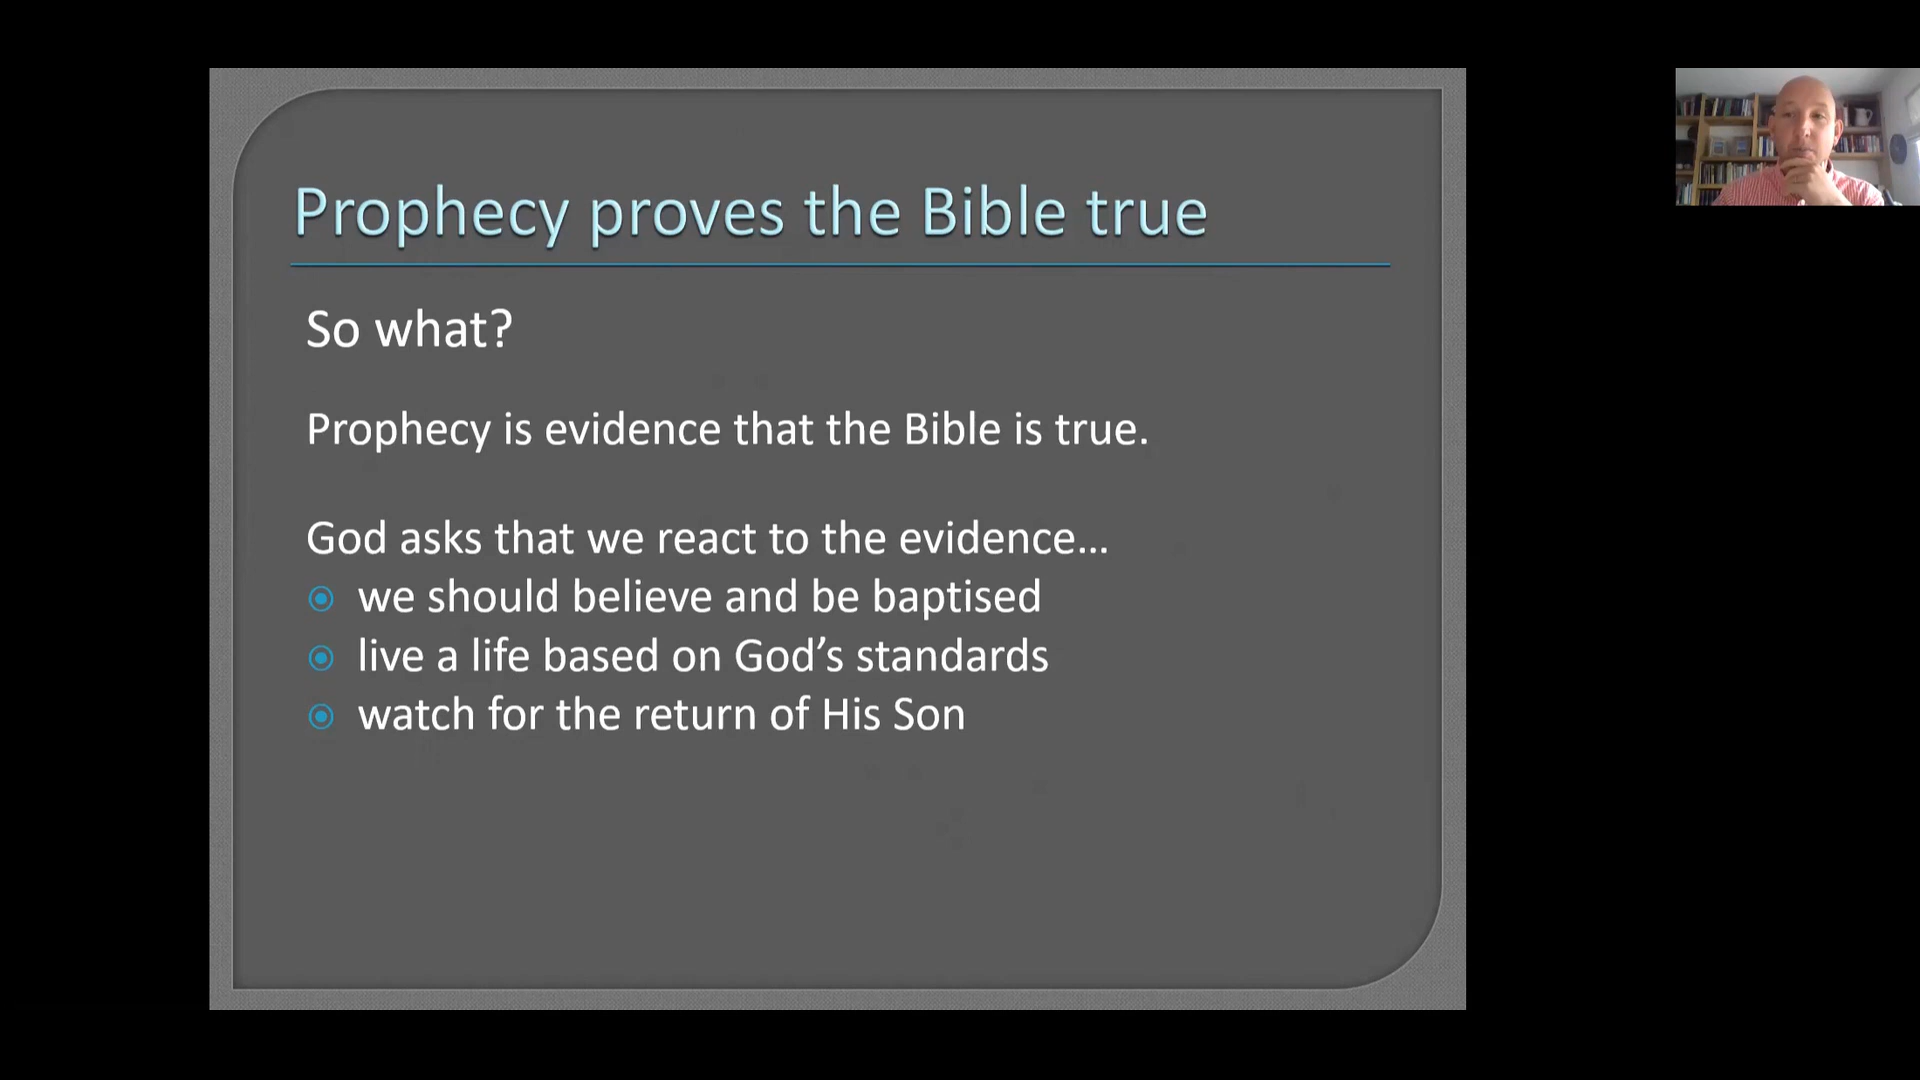 Prophecy proves the Bible true
So what?
Prophecy is evidence that the Bible is true.
God asks that we react to the evidence…
we should believe and be baptised
live a life based on God’s standards
watch for the return of His Son